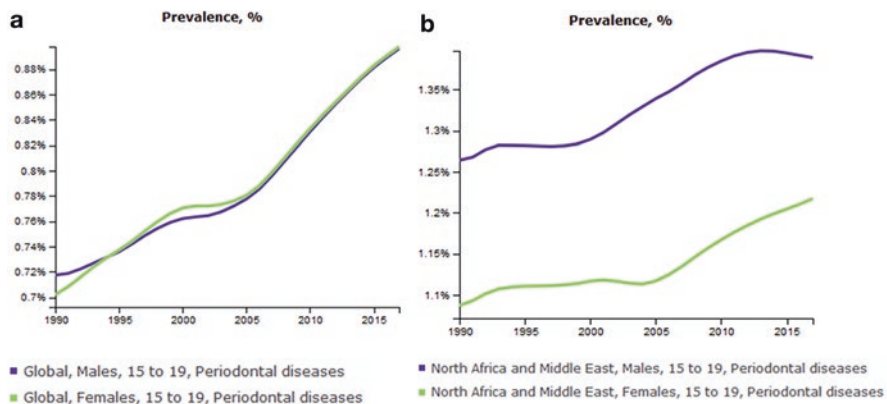 a
Prevalence, %
0.88%
0.86%
0.84%
0.82%
0.8%
0.78%
0.76%
0.74%
0.72%
0.7%
1990 1995 2000 2005 2010 2015
Global, Males, 15 to 19, Periodontal diseases
Global, Females, 15 to 19, Periodontal diseases
b
Prevalence, %
1.35%
1.3%
1.25%
1.2%
1.15%
1.1%
1990 1995 2000 2005 2010 2015
North Africa and Middle East, Males, 15 to 19, Periodontal diseases
North Africa and Middle East, Females, 15 to 19, Periodontal diseases